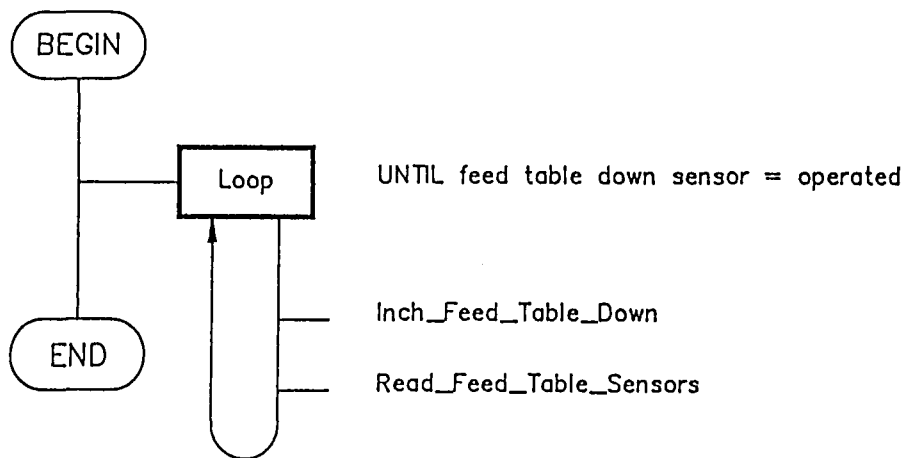 BEGIN
Loop
UNTIL feed table down sensor = operated
Inch_Feed_Table_Down
Read_Feed_Table_Sensors
END